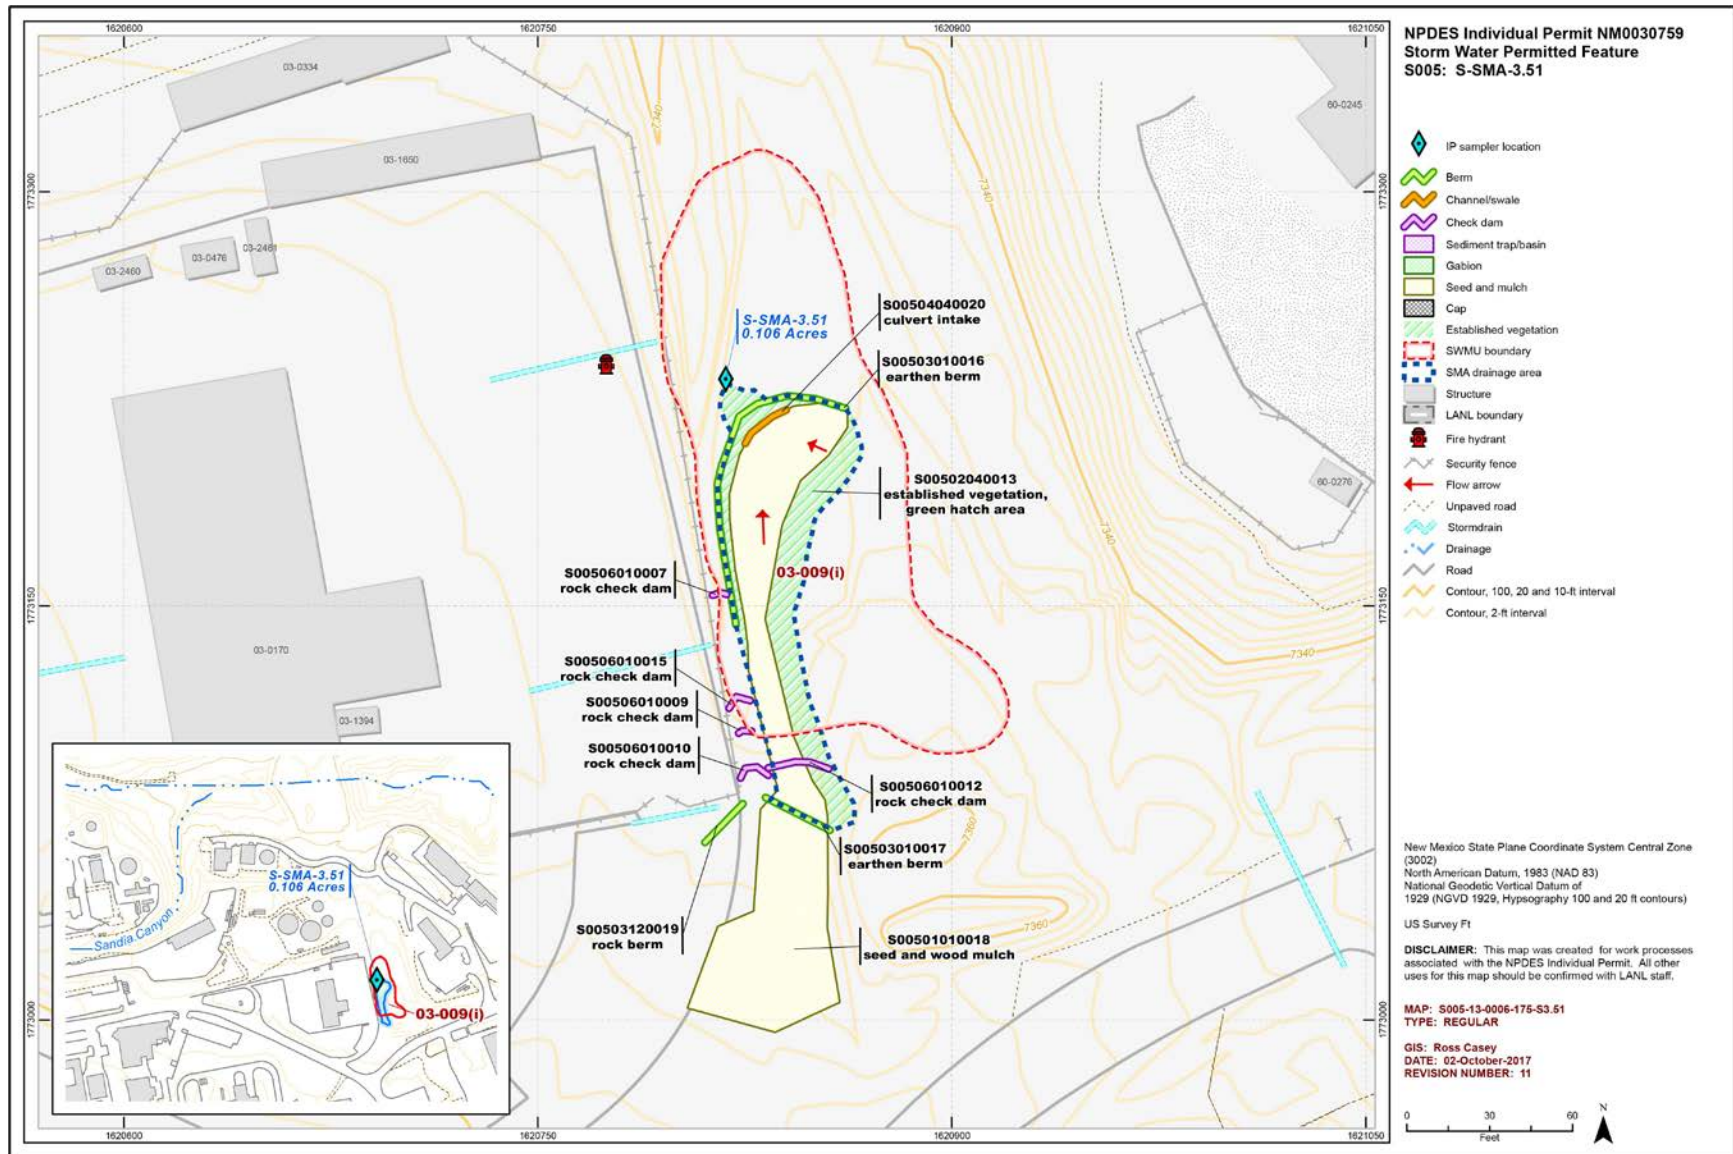 1620600
1620750
1620900
1621050
NPDES Individual Permit NM0030759
Storm Water Permitted Feature
S005: S-SMA-3.51
03-0334
7340
60-0245
03-1650
IP sampler location
1773300
1773300
Berm
7340
Channel/swale
Check dam
03-2481
03-0476
03-2460
Sediment trap/basin
Gabion
Seed and mulch
Cap
Established vegetation
SWMU boundary
SMA drainage area
Structure
LANL boundary
Fire hydrant
Security fence
Flow arrow
Unpaved road
Stormdrain
Drainage
Road
Contour, 100, 20 and 10-ft interval
Contour, 2-ft interval
S00504040020
culvert intake
S-SMA-3.51
0.106 Acres
S00503010016
earthen berm
60-0276
S00502040013
established vegetation,
green hatch area
7340
03-009(i)
S00506010007
rock check dam
1773150
1773150
03-0170
7340
S00506010015
rock check dam
S00506010009
rock check dam
03-1394
S00506010010
rock check dam
S00506010012
rock check dam
7360
S00503010017
earthen berm
S00503120019
rock berm
7360
S00501010018
seed and wood mulch
S-SMA-3.51
0.106 Acres
Sandia Canyon
03-009(i)
1773000
1773000
New Mexico State Plane Coordinate System Central Zone
(3002)
North American Datum, 1983 (NAD 83)
National Geodetic Vertical Datum of
1929 (NGVD 1929, Hypsography 100 and 20 ft contours)
US Survey Ft
DISCLAIMER: This map was created for work processes
associated with the NPDES Individual Permit. All other
uses for this map should be confirmed with LANL staff.
MAP: S005-13-0006-175-S3.51
TYPE: REGULAR
GIS: Ross Casey
DATE: 02-October-2017
REVISION NUMBER: 11
0 30 60
Feet
N
1620600
1620750
1620900
1621050